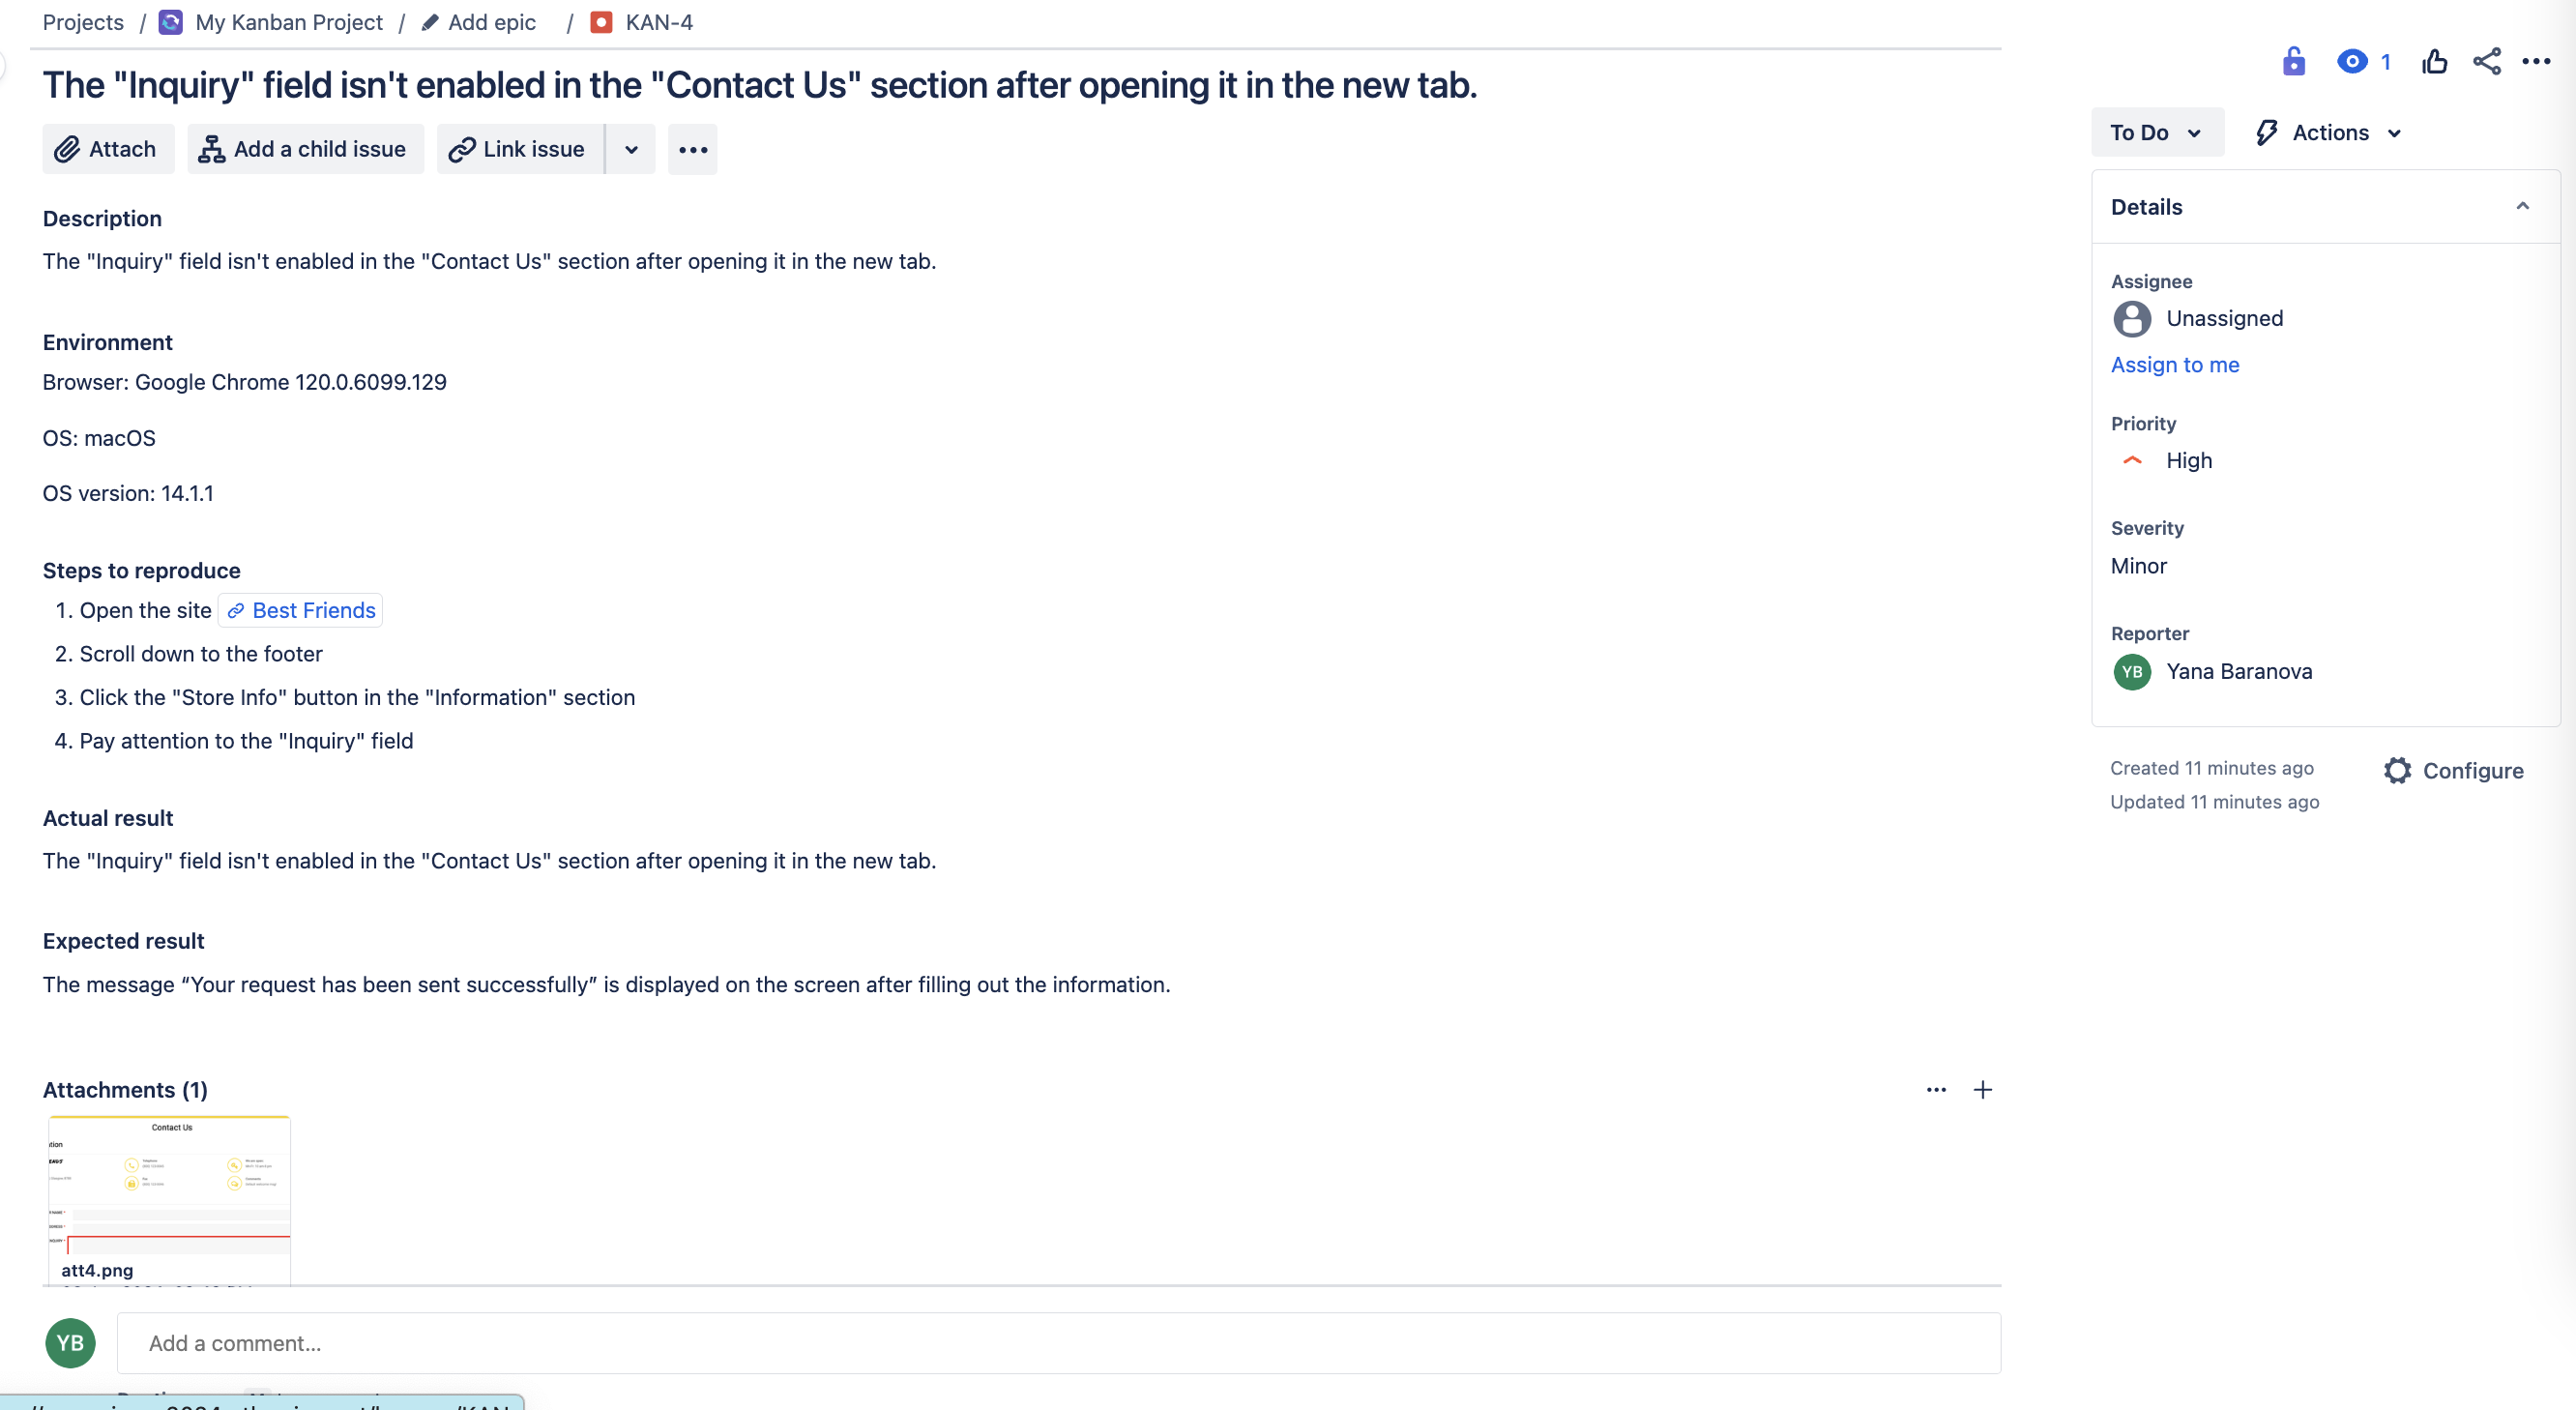 Projects / My Kanban Project / Add epic / KAN-4
The "Inquiry" field isn't enabled in the "Contact Us" section after opening it in the new tab.
Attach Add a child issue Link issue
Description
The "Inquiry" field isn't enabled in the "Contact Us" section after opening it in the new tab.
Environment
Browser: Google Chrome 120.0.6099.129
OS: macOS
OS version: 14.1.1
Steps to reproduce
1. Open the site Best Friends
2. Scroll down to the footer
3. Click the "Store Info" button in the "Information" section
4. Pay attention to the "Inquiry" field
Actual result
The "Inquiry" field isn't enabled in the "Contact Us" section after opening it in the new tab.
Expected result
The message “Your request has been sent successfully” is displayed on the screen after filling out the information.
Attachments (1)
Contact Us
att4.png
YB Add a comment...
1
To Do Actions
Details
Assignee
Unassigned
Assign to me
Priority
High
Severity
Minor
Reporter
YB Yana Baranova
Created 11 minutes ago Configure
Updated 11 minutes ago